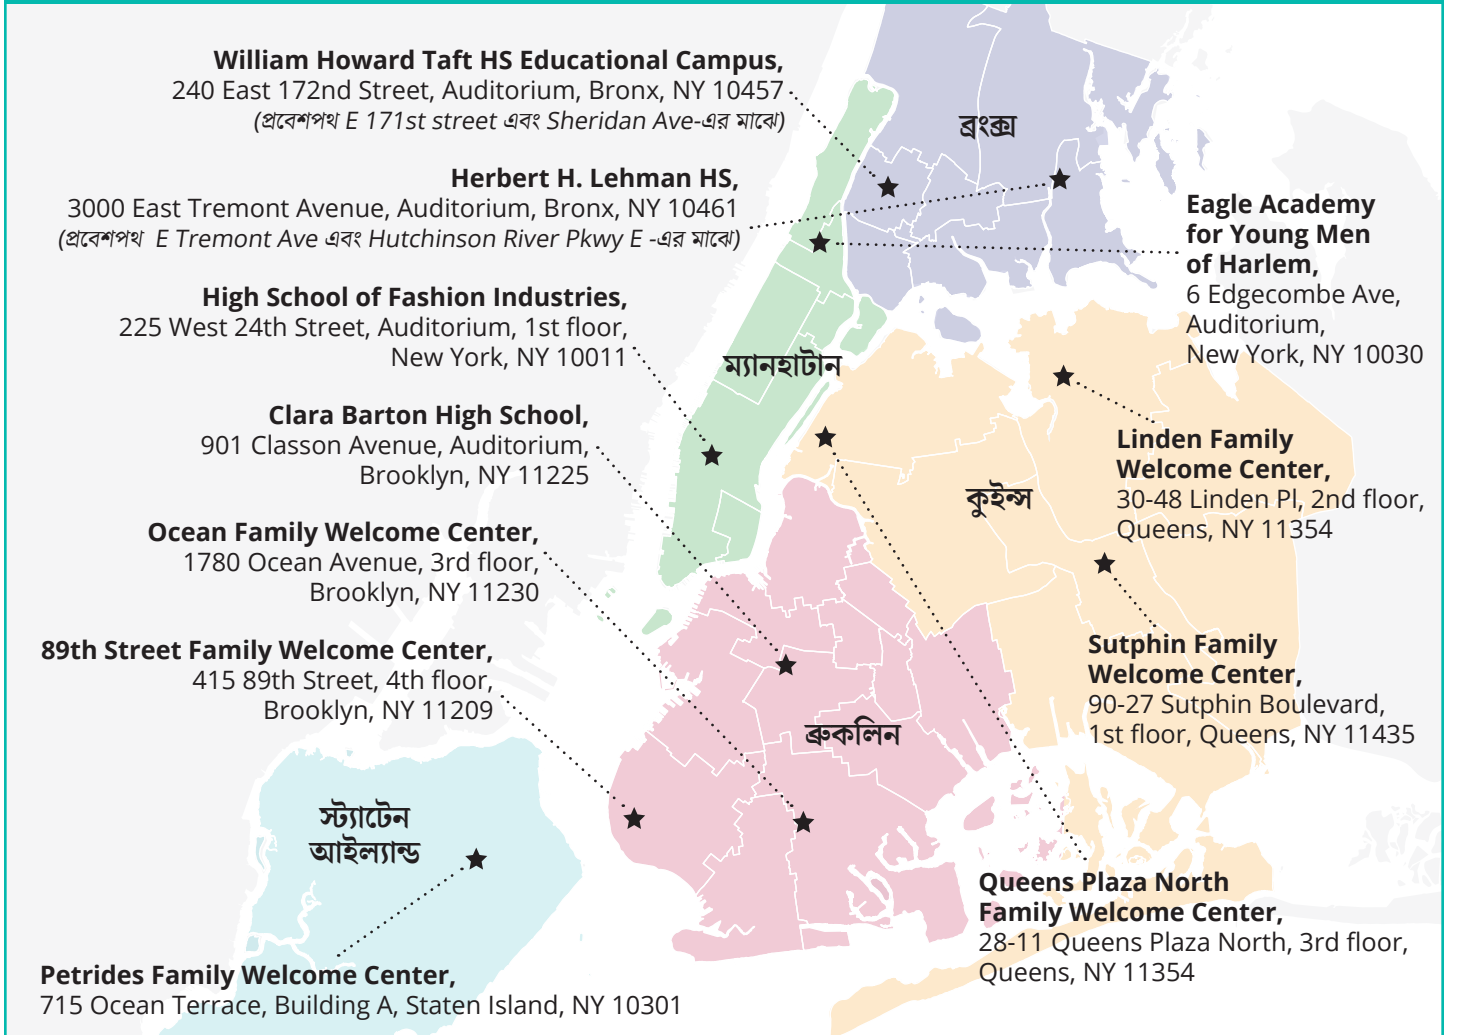 William Howard Taft HS Educational Campus,
240 East 172nd Street, Auditorium, Bronx, NY 10457
(প্রবেশপথ E 171st street এবং Sheridan Ave-এর মাঝে)
Herbert H. Lehman HS,
3000 East Tremont Avenue, Auditorium, Bronx, NY 10461
(প্রবেশপথ E Tremont Ave এবং Hutchinson River Pkwy E -এর মাঝে)
High School of Fashion Industries,
225 West 24th Street, Auditorium, 1st floor,
New York, NY 10011
Clara Barton High School,
901 Classon Avenue, Auditorium,
Brooklyn, NY 11225
Ocean Family Welcome Center,
1780 Ocean Avenue, 3rd floor,
Brooklyn, NY 11230
89th Street Family Welcome Center,
415 89th Street, 4th floor,
Brooklyn, NY 11209
Petrides Family Welcome Center,
715 Ocean Terrace, Building A, Staten Island, NY 10301
ব্রংক্স
ম্যানহাটান
কুইন্স
ব্রুকলিন
স্ট্যাটেন
আইল্যান্ড
Eagle Academy
for Young Men
of Harlem,
6 Edgecombe Ave,
Auditorium,
New York, NY 10030
Linden Family
Welcome Center,
30-48 Linden Pl, 2nd floor,
Queens, NY 11354
Sutphin Family
Welcome Center,
90-27 Sutphin Boulevard,
1st floor, Queens, NY 11435
Queens Plaza North
Family Welcome Center,
28-11 Queens Plaza North, 3rd floor,
Queens, NY 11354